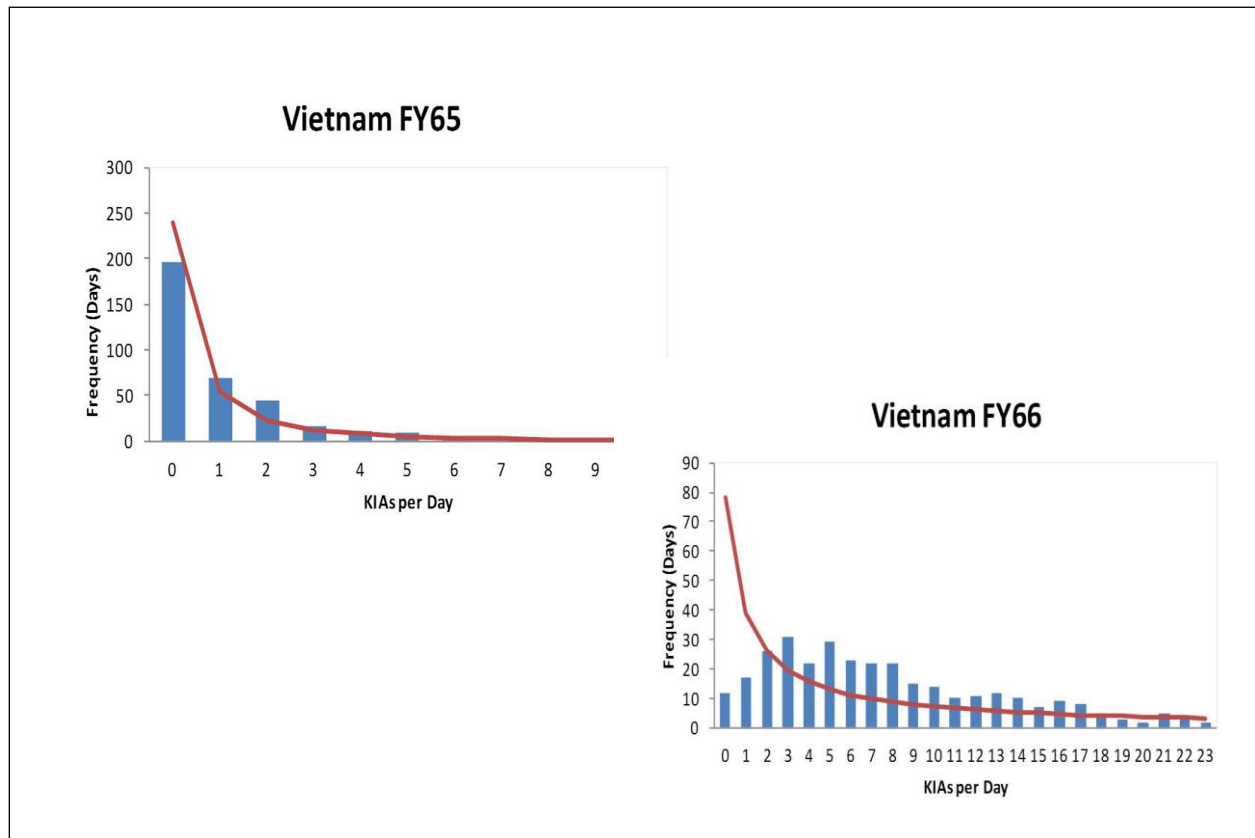 Vietnam FY65
300
250
200
150
100
50
0
Frequency (Days)
0 1 2 3 4 5 6 7 8 9
KIAs per Day
Vietnam FY66
90
80
70
60
50
40
30
20
10
0
Frequency (Days)
0 1 2 3 4 5 6 7 8 9 10 11 12 13 14 15 16 17 18 19 20 21 22 23
KIAs per Day